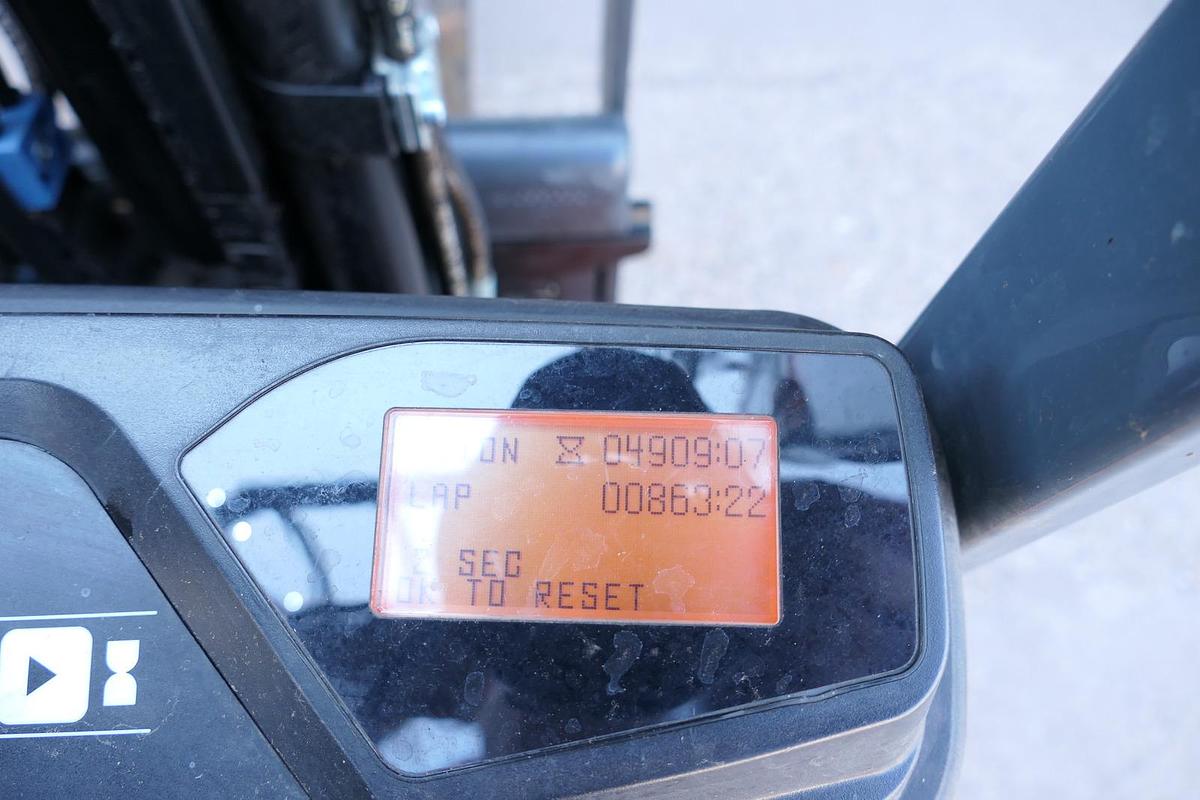 ON 04909:07
LAP 00863:22
SEC
TO RESET